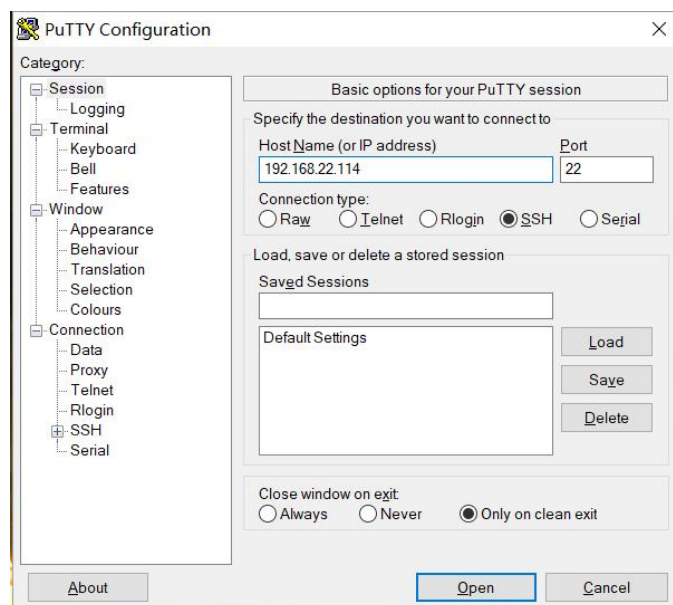 PuTTY Configuration
Category:
Session
Logging
Terminal
Keyboard
Bell
Features
Window
Appearance
Behaviour
Translation
Selection
Colours
Connection
Data
Proxy
Telnet
Rlogin
SSH
Serial
Basic options for your PuTTY session
Specify the destination you want to connect to
Host Name (or IP address) Port
192.168.22.114 22
Connection type:
Raw Telnet Rlogin SSH Serial
Load, save or delete a stored session
Saved Sessions
Default Settings
Load
Save
Delete
Close window on exit:
Always Never Only on clean exit
About Open Cancel